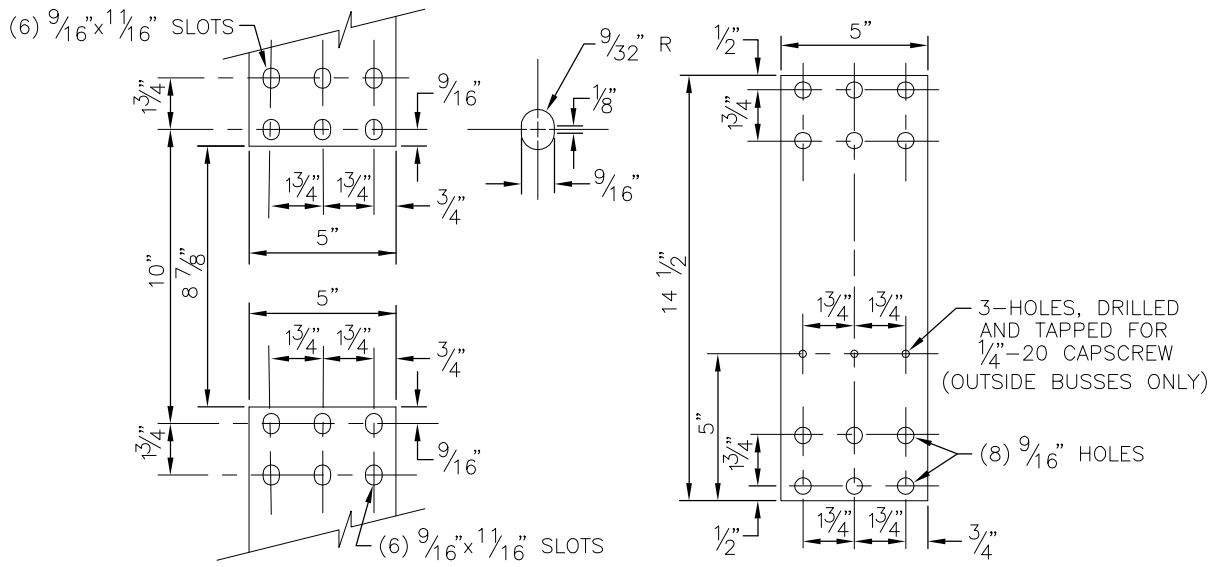 (6) 9/16"x11/16" SLOTS
1 3/4"
10"
8 7/8"
9/16"
1 3/4" 1 3/4"
3/4"
5"
5"
1 3/4" 1 3/4"
3/4"
1 3/4"
9/16"
(6) 9/16"x11/16" SLOTS
9/32" R
1/8"
9/16"
1/2"
5"
1 3/4"
14 1/2"
1 3/4" 1 3/4"
3-HOLES, DRILLED
AND TAPPED FOR
1/4"-20 CAPSCREW
(OUTSIDE BUSSES ONLY)
5"
1 3/4"
(8) 9/16" HOLES
1 3/4" 1 3/4"
1/2"
3/4"